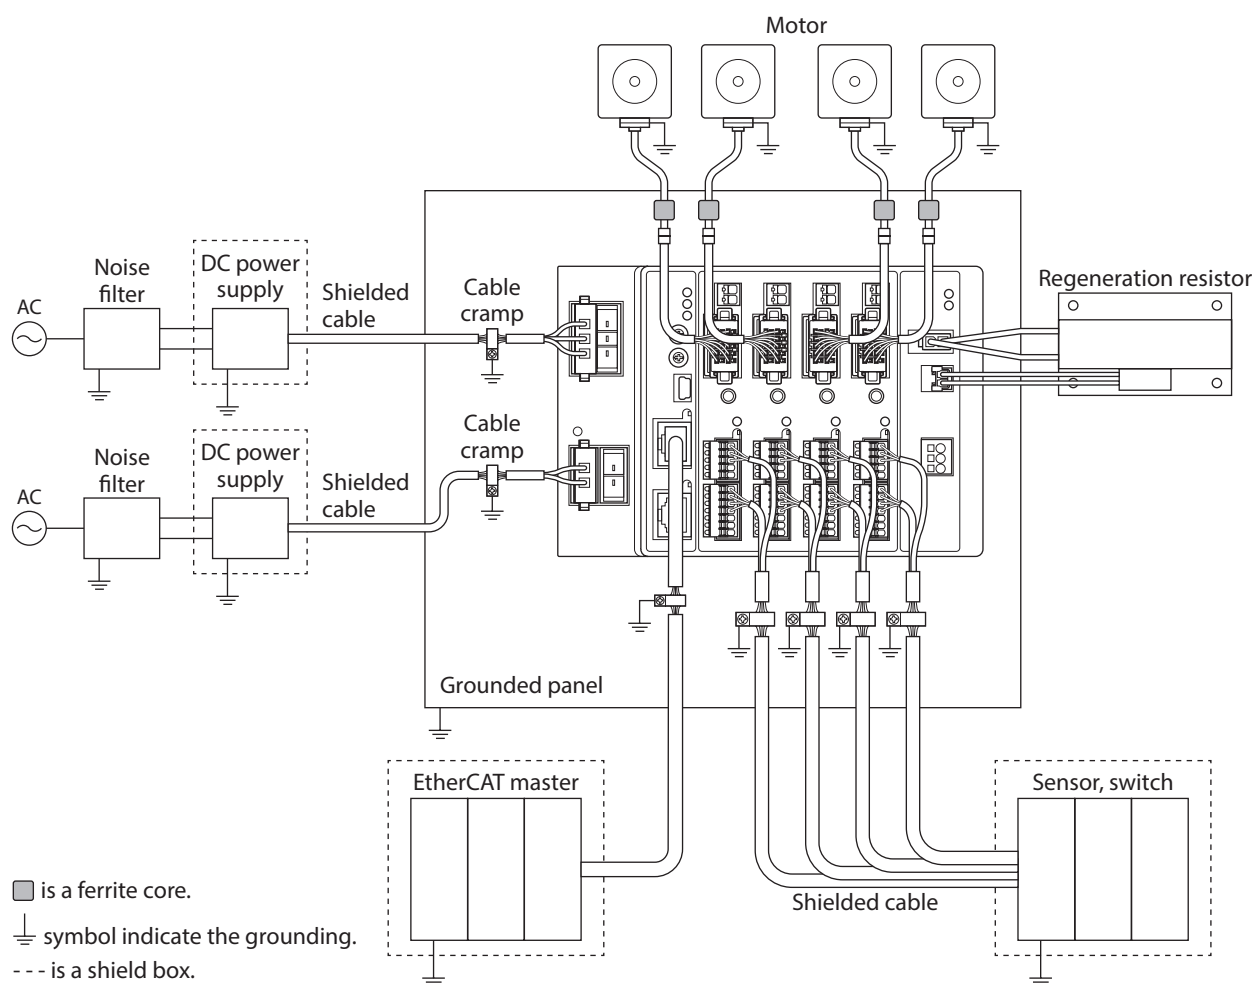 Motor
Regeneration resistor
AC
Noise
filter
DC power
supply
Shielded
cable
Cable
cramp
AC
Noise
filter
DC power
supply
Shielded
cable
Cable
cramp
Grounded panel
EtherCAT master
Sensor, switch
Shielded cable
is a ferrite core.
symbol indicate the grounding.
--- is a shield box.